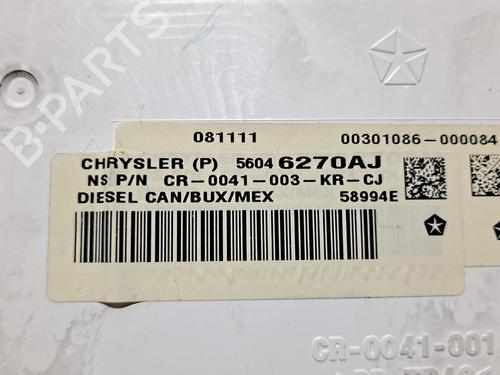 B-PARTS
081111 00301086-000084
CHRYSLER (P) 5604 6270AJ
NS P/N CR-0041-003-KR-CJ
DIESEL CAN/BUX/MEX 58994E
CR-0041-001